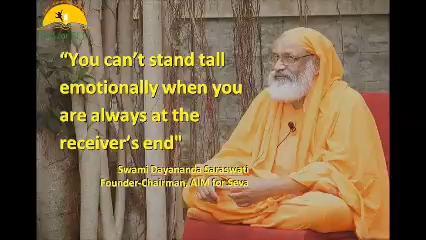 “You can’t stand tall
emotionally when you
are always at the
receiver’s end"
Swami Dayananda Saraswati
Founder-Chairman, AIM for Seva